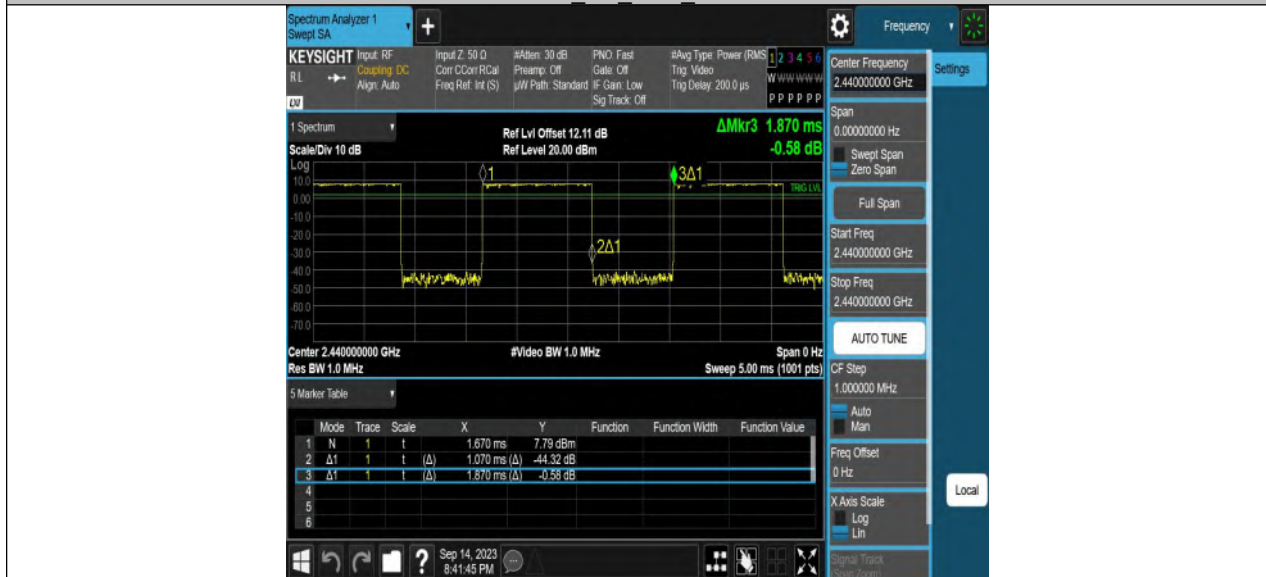 Spectrum Analyzer 1
Swept SA
+
Frequency
KEYSIGHT Input: RF Input Z: 50 Ω #Atten: 30 dB PNO: Fast #Avg Type: Power (RMS 1 2 3 4 5 6
RL Coupling: DC Corr CCorr RCal Preamp: Off Gate: Off Trig: Video W W W W W W
Align: Auto Freq Ref: Int (S) µW Path: Standard IF Gain: Low Trig Delay: 200.0 µs
Sig Track: Off P P P P P P
LXI
1 Spectrum
Ref Lvl Offset 12.11 dB
ΔMkr3 1.870 ms
Scale/Div 10 dB
Ref Level 20.00 dBm
-0.58 dB
Log
1
3Δ1
10.0
TRIG LVL
0.00
-10.0
-20.0
2Δ1
-30.0
-40.0
-50.0
-60.0
-70.0
Center 2.440000000 GHz #Video BW 1.0 MHz Span 0 Hz
Res BW 1.0 MHz Sweep 5.00 ms (1001 pts)
5 Marker Table
Mode Trace Scale X Y Function Function Width Function Value
1 N 1 t 1.670 ms 7.79 dBm
2 Δ1 1 t (Δ) 1.070 ms (Δ) -44.32 dB
3 Δ1 1 t (Δ) 1.870 ms (Δ) -0.58 dB
4
5
6
? Sep 14, 2023
8:41:45 PM
Center Frequency
2.440000000 GHz
Settings
Span
0.00000000 Hz
Swept Span
Zero Span
Full Span
Start Freq
2.440000000 GHz
Stop Freq
2.440000000 GHz
AUTO TUNE
CF Step
1.000000 MHz
Auto
Man
Freq Offset
0 Hz
Local
X Axis Scale
Log
Lin
Signal Track
(Span Zoom)